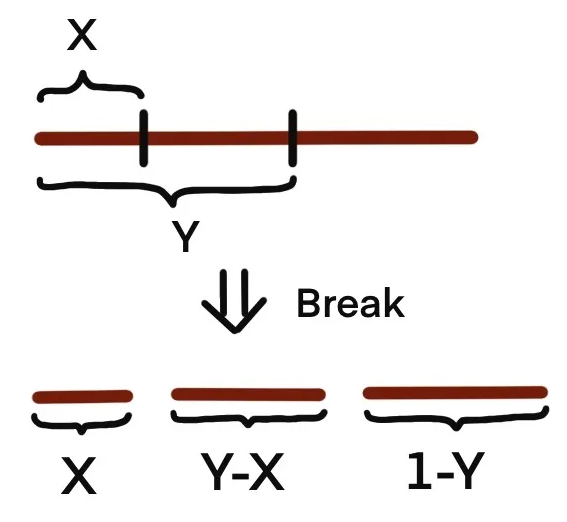 X
Y
Break
X Y-X 1-Y